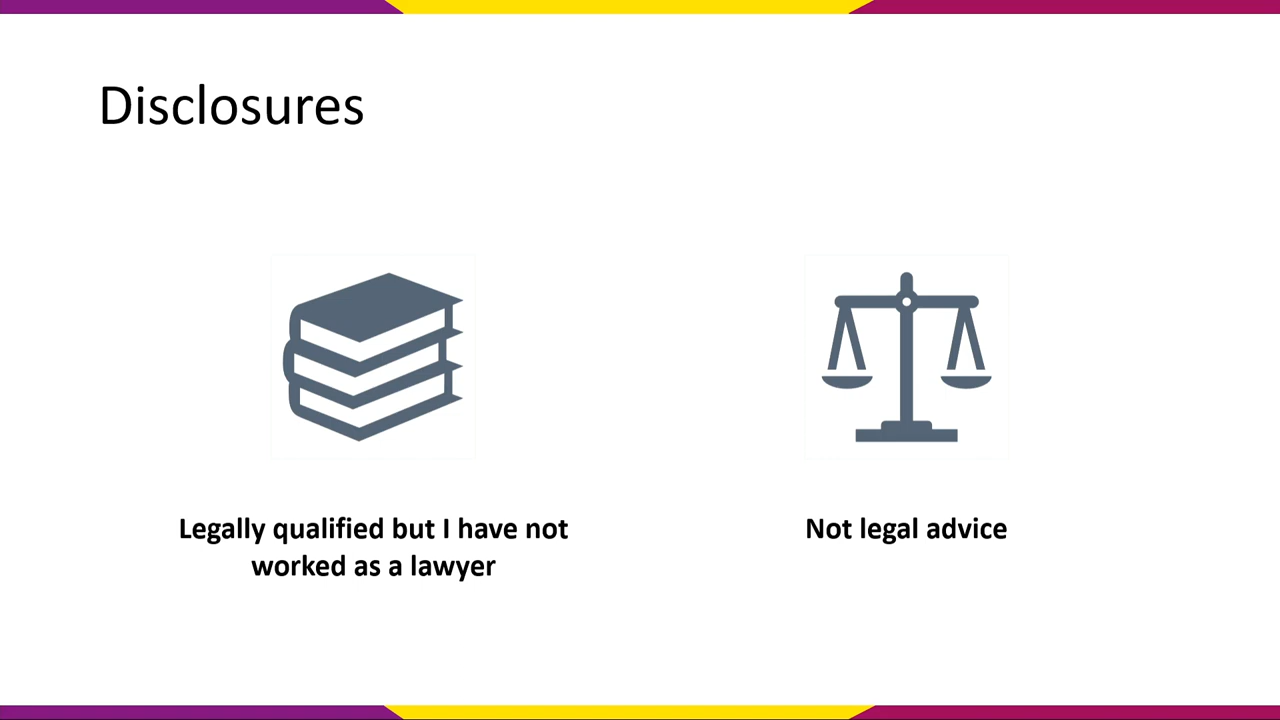 Disclosures
Legally qualified but I have not
worked as a lawyer
Not legal advice